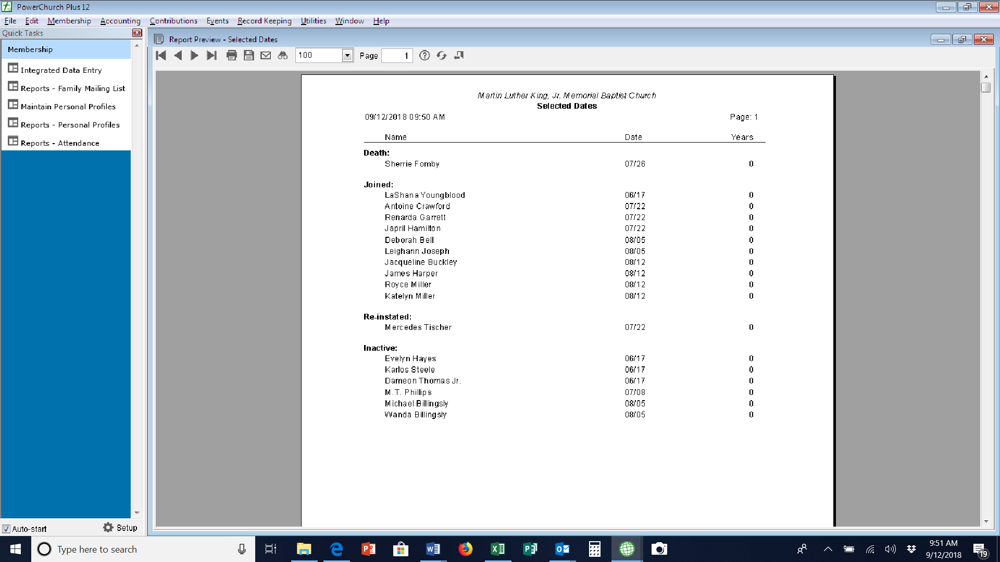 PowerChurch Plus 12
File Edit Membership Accounting Contributions Events Record Keeping Utilities Window Help
Quick Tasks
Membership
Integrated Data Entry
Reports - Family Mailing List
Maintain Personal Profiles
Reports - Personal Profiles
Reports - Attendance
Auto-start Setup
Report Preview - Selected Dates
100 Page 1
Martin Luther King, Jr. Memorial Baptist Church
Selected Dates
09/12/2018 09:50 AM Page: 1
Name Date Years
Death:
Sherrie Fomby 07/26 0
Joined:
LaShana Youngblood 06/17 0
Antoine Crawford 07/22 0
Renarda Garrett 07/22 0
Japril Hamilton 07/22 0
Deborah Bell 08/05 0
Leighann Joseph 08/05 0
Jacqueline Buckley 08/12 0
James Harper 08/12 0
Royce Miller 08/12 0
Katelyn Miller 08/12 0
Re-instated:
Mercedes Tischer 07/22 0
Inactive:
Evelyn Hayes 06/17 0
Karlos Steele 06/17 0
Dameon Thomas Jr. 06/17 0
M.T. Phillips 07/08 0
Michael Billingsly 08/05 0
Wanda Billingsly 08/05 0
Type here to search
9:51 AM
9/12/2018
19